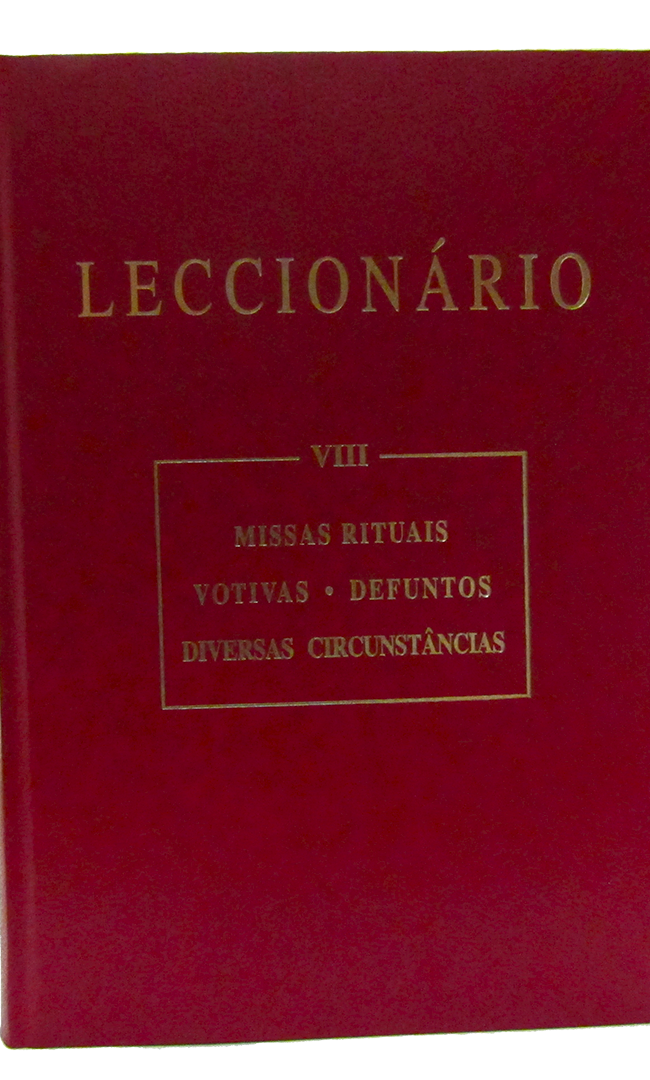 LECCIONÁRIO
VIII
MISSAS RITUAIS
VOTIVAS • DEFUNTOS
DIVERSAS CIRCUNSTÂNCIAS